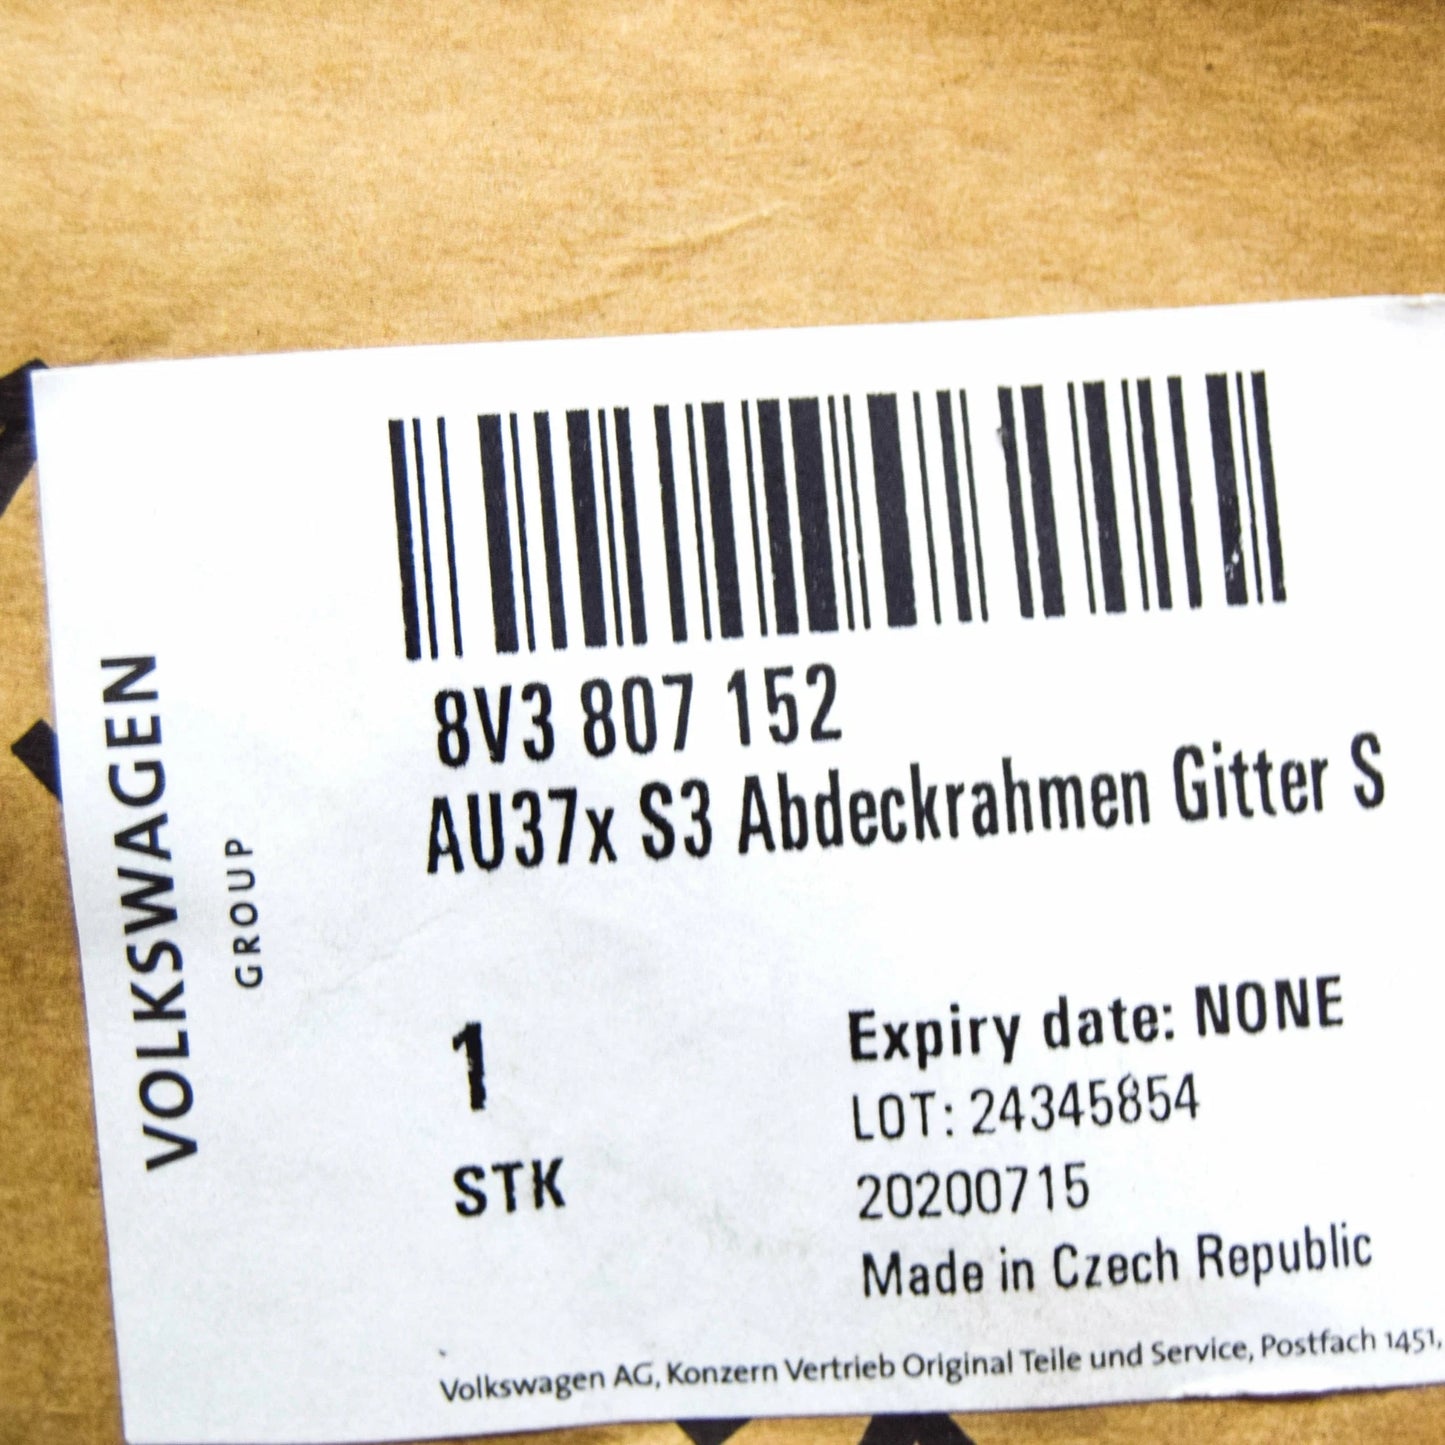 VOLKSWAGEN
GROUP
8V3 807 152
AU37x S3 Abdeckrahmen Gitter S
1
STK
Expiry date: NONE
LOT: 24345854
20200715
Made in Czech Republic
Volkswagen AG, Konzern Vertrieb Original Teile und Service, Postfach 1451,